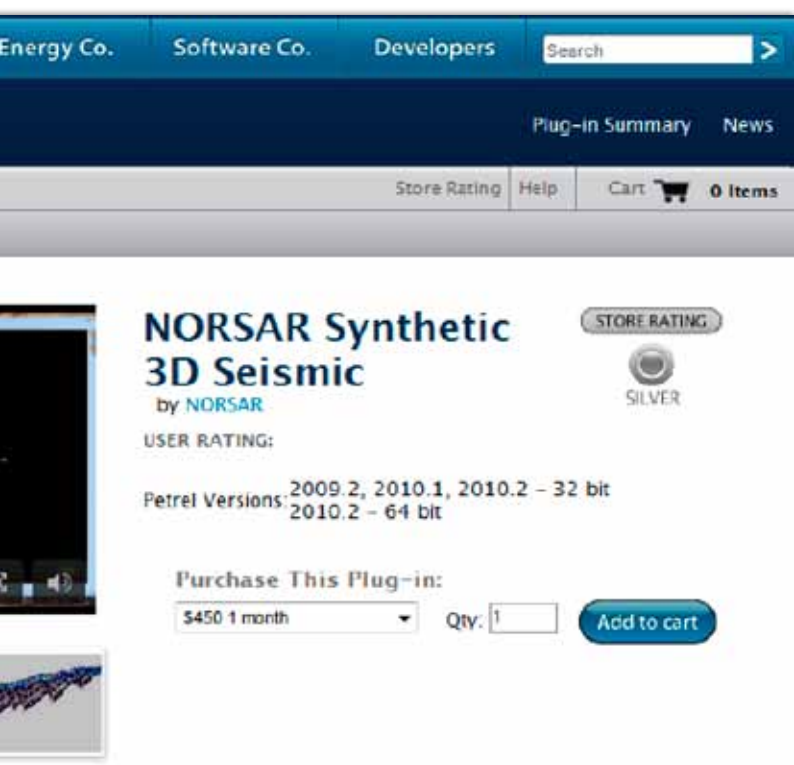 Energy Co. Software Co. Developers Search >
Plug-in Summary News
Store Rating Help Cart 0 Items
NORSAR Synthetic
3D Seismic
by NORSAR
USER RATING:
STORE RATING
SILVER
Petrel Versions: 2009.2, 2010.1, 2010.2 - 32 bit
2010.2 - 64 bit
Purchase This Plug-in:
$450 1 month Qty: 1 Add to cart